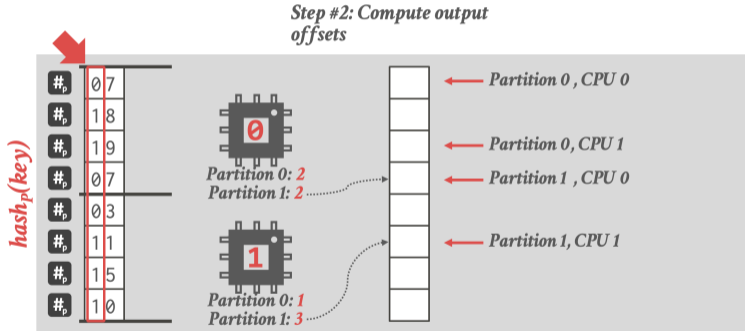 Step #2: Compute output
offsets
hashp(key)
#p 07
#p 18
#p 19
#p 07
#p 03
#p 11
#p 15
#p 10
0
Partition 0: 2
Partition 1: 2
1
Partition 0: 1
Partition 1: 3
Partition 0 , CPU 0
Partition 0, CPU 1
Partition 1 , CPU 0
Partition 1, CPU 1